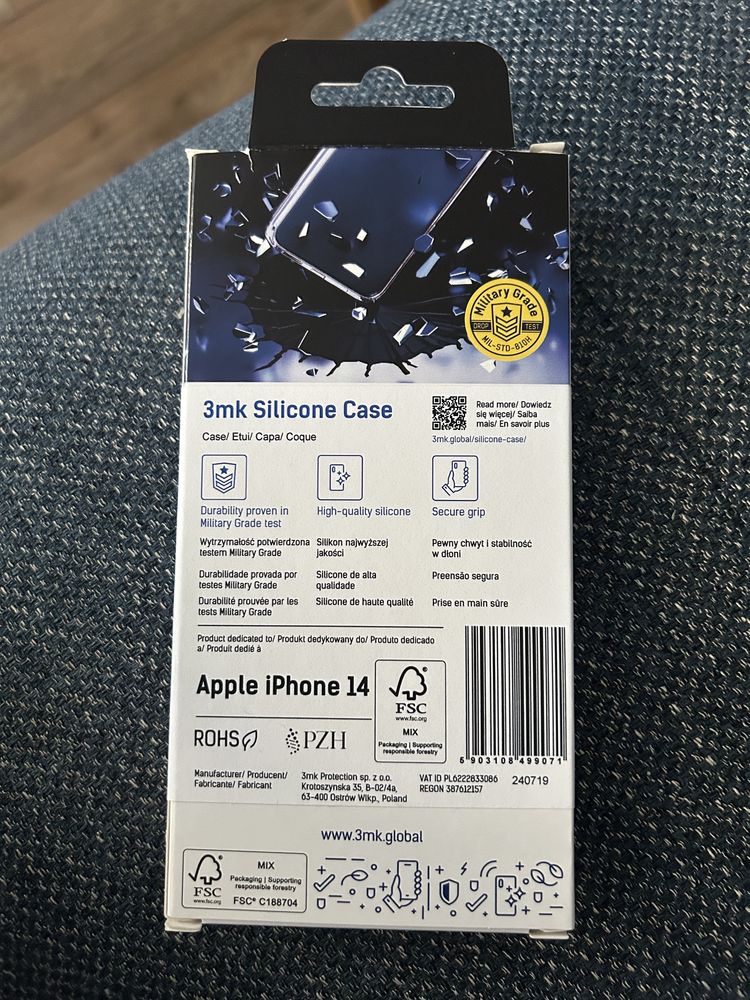 Military Grade
DROP TEST
MIL-STD-810H
3mk Silicone Case
Case/ Etui/ Capa/ Coque
Read more/ Dowiedz
się więcej/ Saiba
mais/ En savoir plus
3mk.global/silicone-case/
Durability proven in
Military Grade test
High-quality silicone
Secure grip
Wytrzymałość potwierdzona
testem Military Grade
Silikon najwyższej
jakości
Pewny chwyt i stabilność
w dłoni
Durabilidade provada por
testes Military Grade
Silicone de alta
qualidade
Preensão segura
Durabilité prouvée par les
tests Military Grade
Silicone de haute qualité
Prise en main sûre
Product dedicated to/ Produkt dedykowany do/ Produto dedicado
a/ Produit dédié à
Apple iPhone 14
FSC
www.fsc.org
MIX
Packaging | Supporting
responsible forestry
ROHS
PZH
5 903108 499071
Manufacturer/ Producent/
Fabricante/ Fabricant
3mk Protection sp. z o.o.
Krotoszynska 35, B-02/4a,
63-400 Ostrów Wlkp., Poland
VAT ID PL6222833086
REGON 387612157
240719
www.3mk.global
FSC
www.fsc.org
MIX
Packaging | Supporting
responsible forestry
FSC® C188704